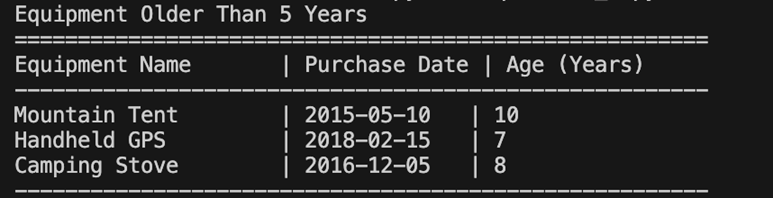 Equipment Older Than 5 Years
=======================================================
Equipment Name       | Purchase Date | Age (Years)
-------------------------------------------------------
Mountain Tent        | 2015-05-10   | 10
Handheld GPS         | 2018-02-15   | 7
Camping Stove        | 2016-12-05   | 8
-------------------------------------------------------